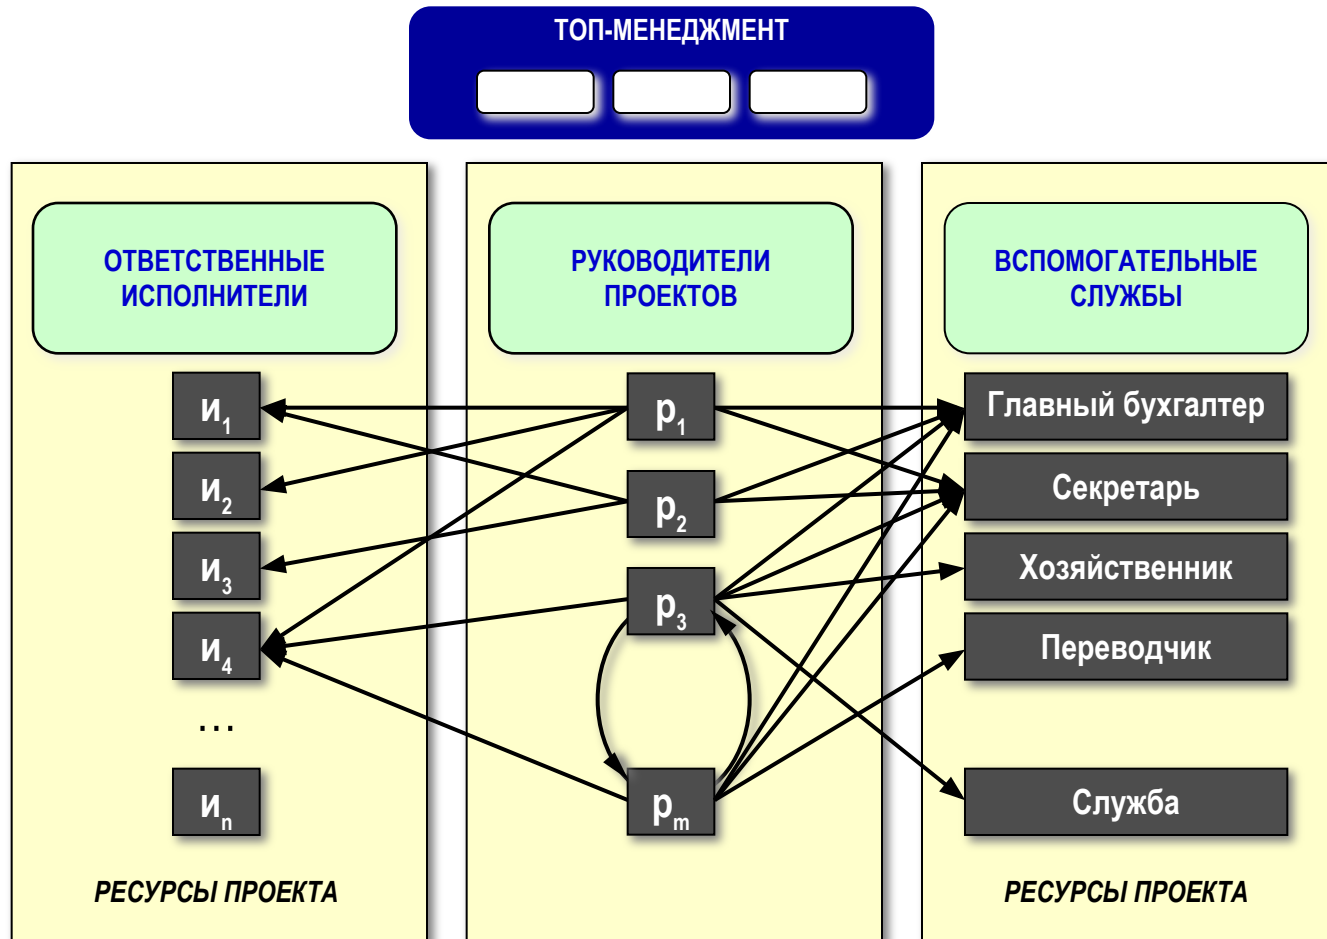 ТОП-МЕНЕДЖМЕНТ
ОТВЕТСТВЕННЫЕ
ИСПОЛНИТЕЛИ
РУКОВОДИТЕЛИ
ПРОЕКТОВ
ВСПОМОГАТЕЛЬНЫЕ
СЛУЖБЫ
и1
и2
и3
и4
...
иn
РЕСУРСЫ ПРОЕКТА
р1
р2
р3
рm
Главный бухгалтер
Секретарь
Хозяйственник
Переводчик
Служба
РЕСУРСЫ ПРОЕКТА